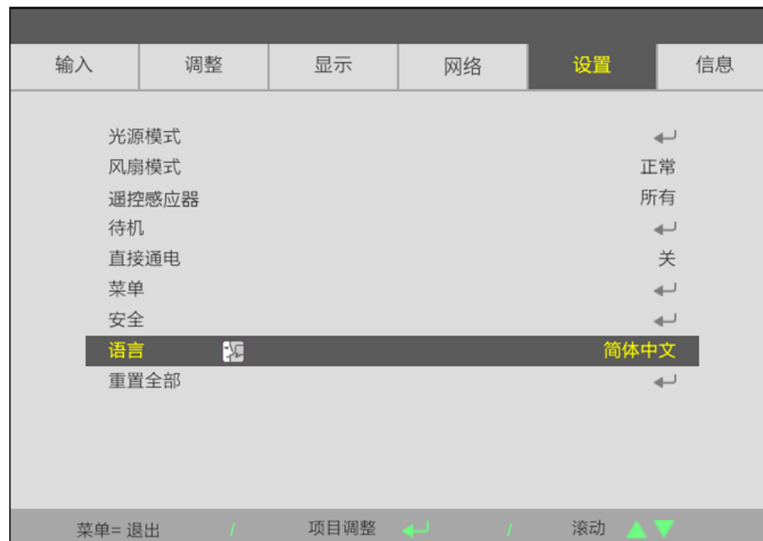 输入 调整 显示 网络 设置 信息
光源模式
风扇模式 正常
遥控感应器 所有
待机
直接通电 关
菜单
安全
语言 简体中文
重置全部
菜单= 退出 / 项目调整 / 滚动